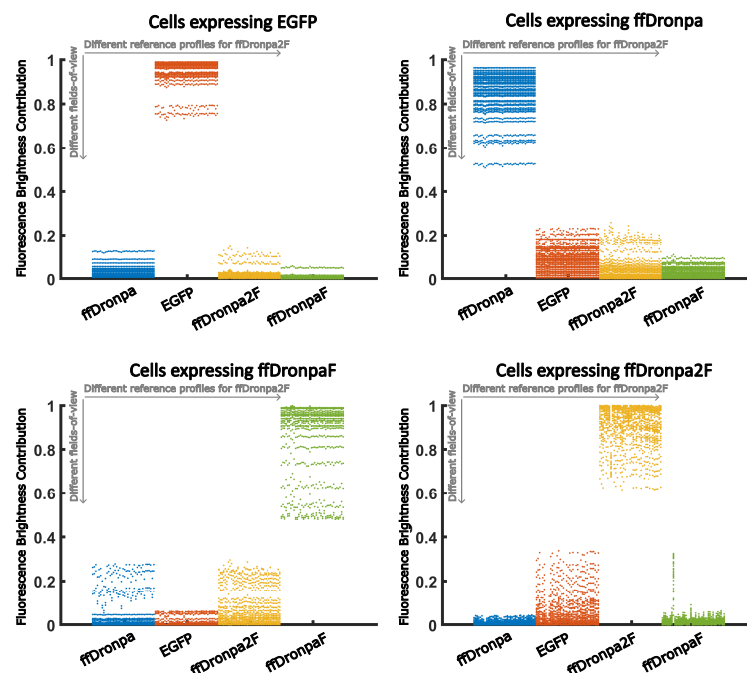 Cells expressing EGFP
Different reference profiles for ffDronpa2F
Different fields-of-view
Fluorescence Brightness Contribution
1
0.8
0.6
0.4
0.2
0
ffDronpa
EGFP
ffDronpa2F
ffDronpaF
Cells expressing ffDronpa
Different reference profiles for ffDronpa2F
Different fields-of-view
Fluorescence Brightness Contribution
1
0.8
0.6
0.4
0.2
0
ffDronpa
EGFP
ffDronpa2F
ffDronpaF
Cells expressing ffDronpaF
Different reference profiles for ffDronpa2F
Different fields-of-view
Fluorescence Brightness Contribution
1
0.8
0.6
0.4
0.2
0
ffDronpa
EGFP
ffDronpa2F
ffDronpaF
Cells expressing ffDronpa2F
Different reference profiles for ffDronpa2F
Different fields-of-view
Fluorescence Brightness Contribution
1
0.8
0.6
0.4
0.2
0
ffDronpa
EGFP
ffDronpa2F
ffDronpaF